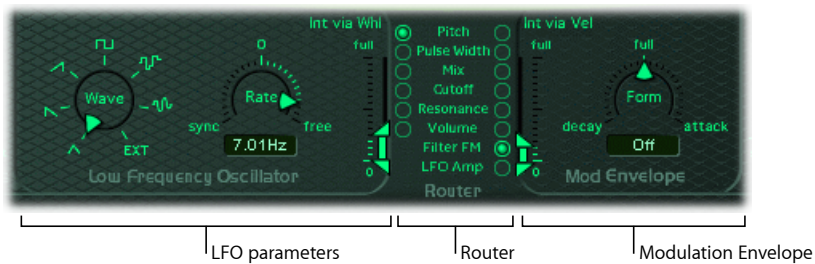 Int via Whl
full
0
Wave
Rate
sync
free
7.01Hz
EXT
0
Low Frequency Oscillator
Pitch
Pulse Width
Mix
Cutoff
Resonance
Volume
Filter FM
LFO Amp
Router
Int via Vel
full
full
Form
decay
attack
Off
0
Mod Envelope
LFO parameters
Router
Modulation Envelope